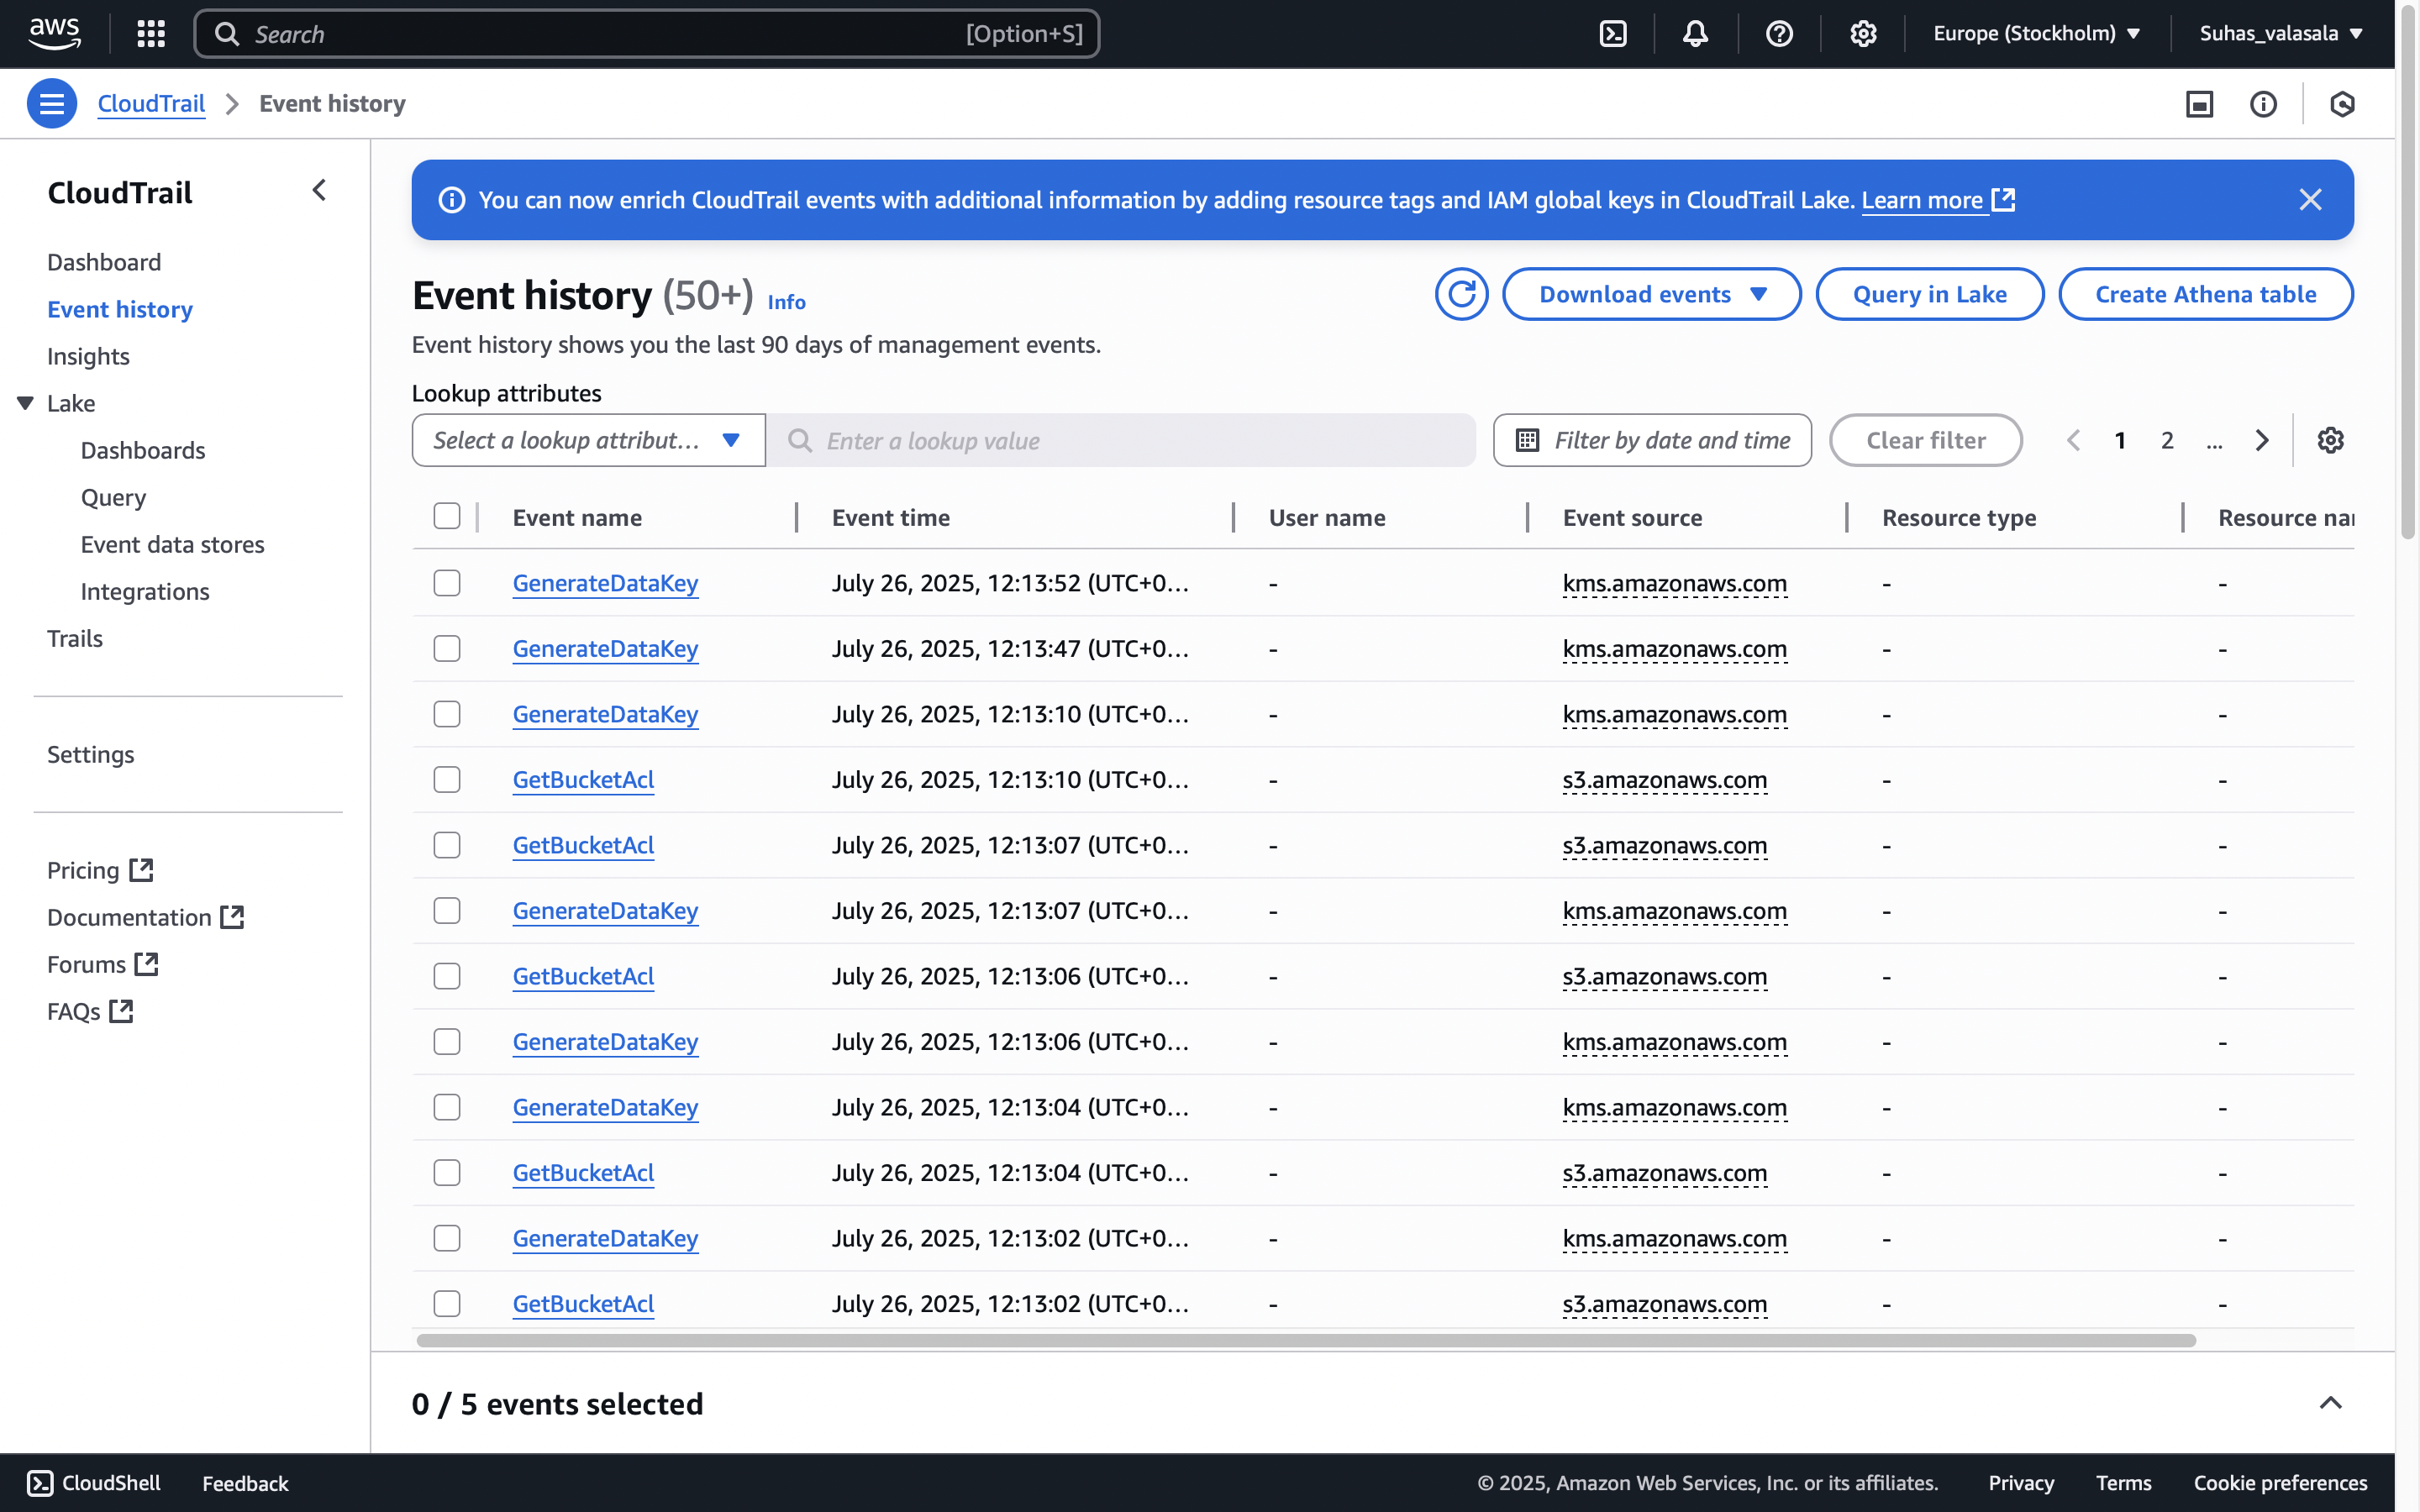 aws Search [Option+S] Europe (Stockholm) Suhas_valasala
CloudTrail Event history
CloudTrail
Dashboard
Event history
Insights
Lake
Dashboards
Query
Event data stores
Integrations
Trails
Settings
Pricing
Documentation
Forums
FAQs
You can now enrich CloudTrail events with additional information by adding resource tags and IAM global keys in CloudTrail Lake. Learn more
Event history (50+) Info Download events Query in Lake Create Athena table
Event history shows you the last 90 days of management events.
Lookup attributes
Select a lookup attribut... Enter a lookup value Filter by date and time Clear filter 1 2 ...
Event name Event time User name Event source Resource type Resource nar
GenerateDataKey July 26, 2025, 12:13:52 (UTC+0... - kms.amazonaws.com - -
GenerateDataKey July 26, 2025, 12:13:47 (UTC+0... - kms.amazonaws.com - -
GenerateDataKey July 26, 2025, 12:13:10 (UTC+0... - kms.amazonaws.com - -
GetBucketAcl July 26, 2025, 12:13:10 (UTC+0... - s3.amazonaws.com - -
GetBucketAcl July 26, 2025, 12:13:07 (UTC+0... - s3.amazonaws.com - -
GenerateDataKey July 26, 2025, 12:13:07 (UTC+0... - kms.amazonaws.com - -
GetBucketAcl July 26, 2025, 12:13:06 (UTC+0... - s3.amazonaws.com - -
GenerateDataKey July 26, 2025, 12:13:06 (UTC+0... - kms.amazonaws.com - -
GenerateDataKey July 26, 2025, 12:13:04 (UTC+0... - kms.amazonaws.com - -
GetBucketAcl July 26, 2025, 12:13:04 (UTC+0... - s3.amazonaws.com - -
GenerateDataKey July 26, 2025, 12:13:02 (UTC+0... - kms.amazonaws.com - -
GetBucketAcl July 26, 2025, 12:13:02 (UTC+0... - s3.amazonaws.com - -
0 / 5 events selected
CloudShell Feedback © 2025, Amazon Web Services, Inc. or its affiliates. Privacy Terms Cookie preferences